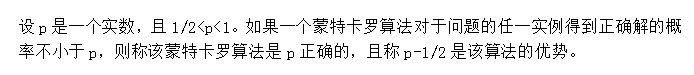 设p是一个实数，且1/2<p<1。如果一个蒙特卡罗算法对于问题的任一实例得到正确解的概
率不小于p，则称该蒙特卡罗算法是p正确的，且称p-1/2是该算法的优势。